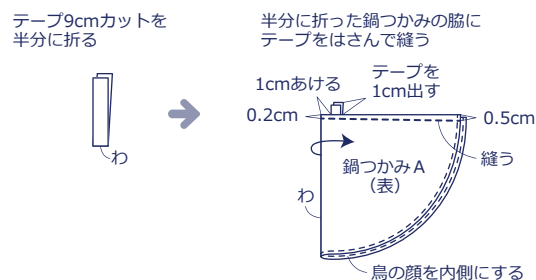 テープ9cmカットを
半分に折る
わ
半分に折った鍋つかみの脇に
テープをはさんで縫う
1cmあける
テープを
1cm出す
0.2cm
0.5cm
縫う
鍋つかみA
（表）
わ
鳥の顔を内側にする